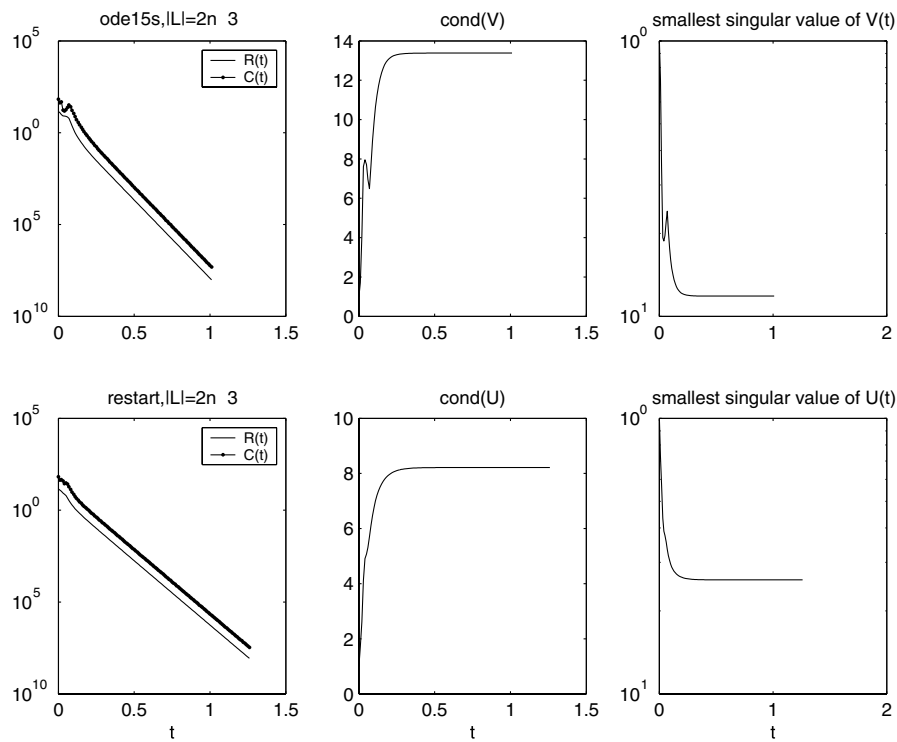 ode15s,|L|=2n 3
cond(V)
smallest singular value of V(t)
10^5
10^0
10^5
10^10
R(t)
C(t)
0 0.5 1 1.5
14
12
10
8
6
4
2
0
0 0.5 1 1.5
10^0
10^1
0 1 2
restart,|L|=2n 3
cond(U)
smallest singular value of U(t)
10^5
10^0
10^5
10^10
R(t)
C(t)
0 0.5 1 1.5
t
10
8
6
4
2
0
0 0.5 1 1.5
t
10^0
10^1
0 1 2
t